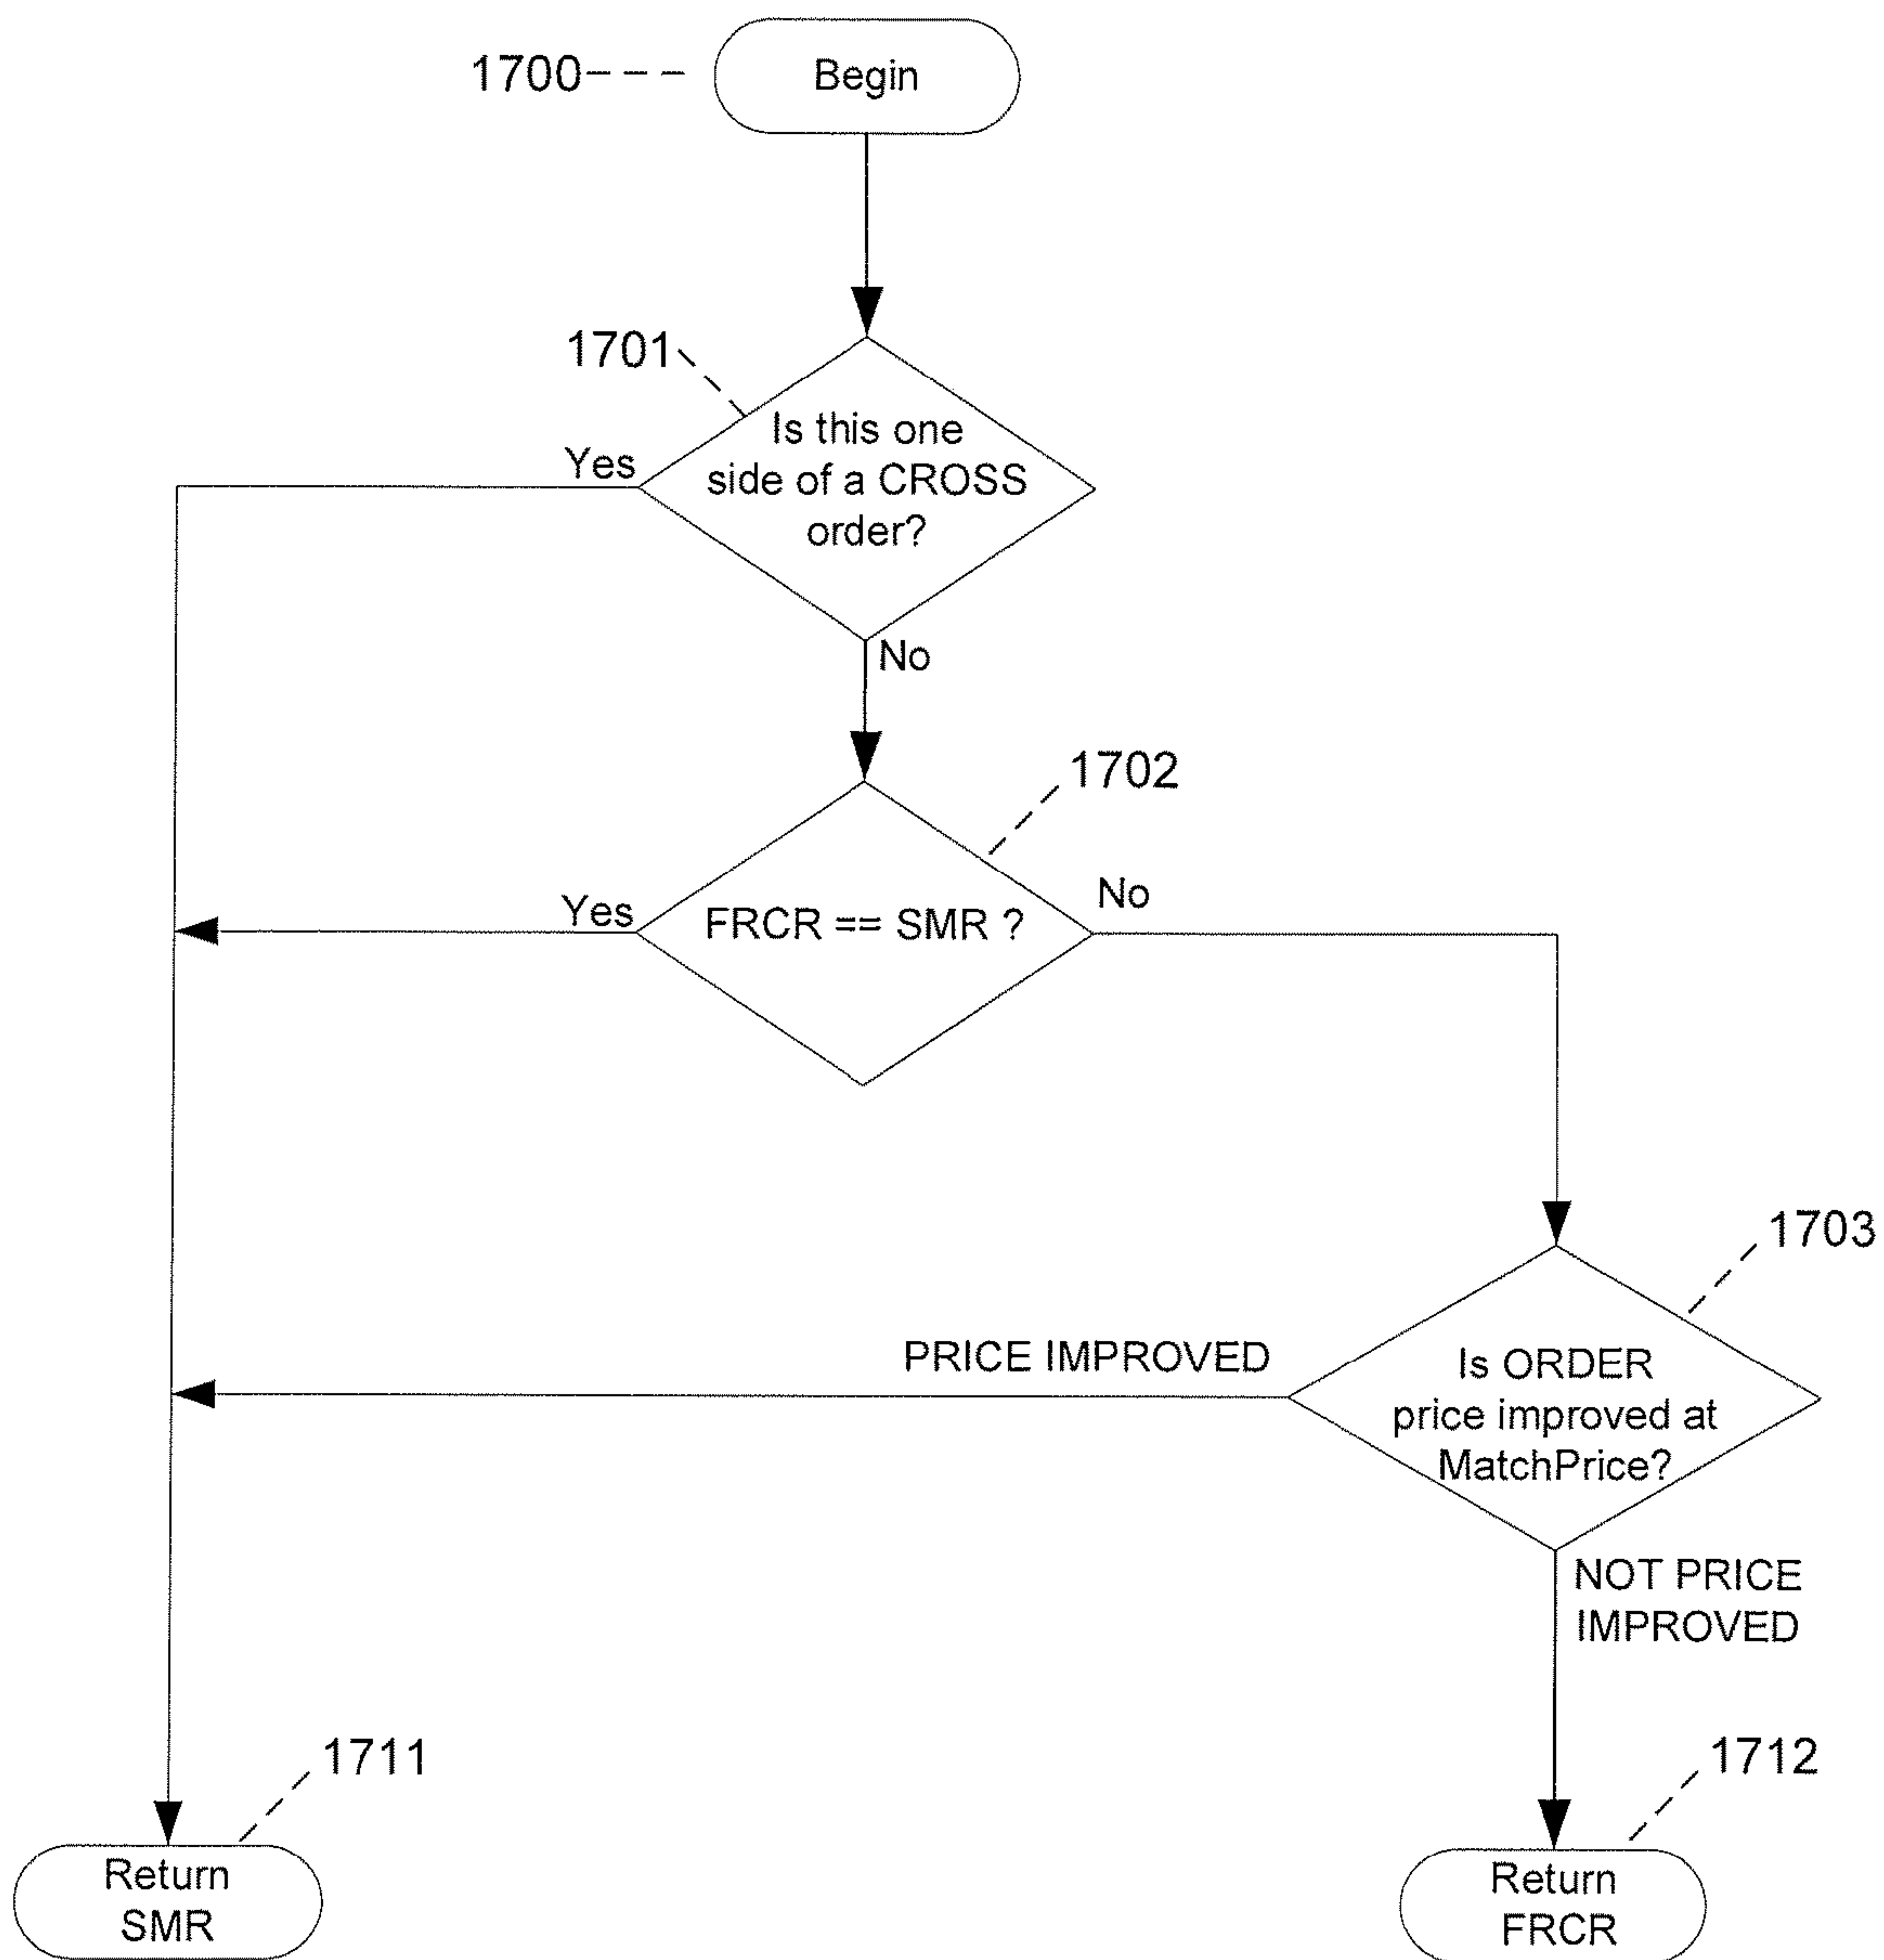 1700
Begin
1701
Is this one
side of a CROSS
order?
Yes
No
1702
FRCR == SMR ?
Yes
No
1703
Is ORDER
price improved at
MatchPrice?
PRICE IMPROVED
NOT PRICE
IMPROVED
1711
Return
SMR
1712
Return
FRCR